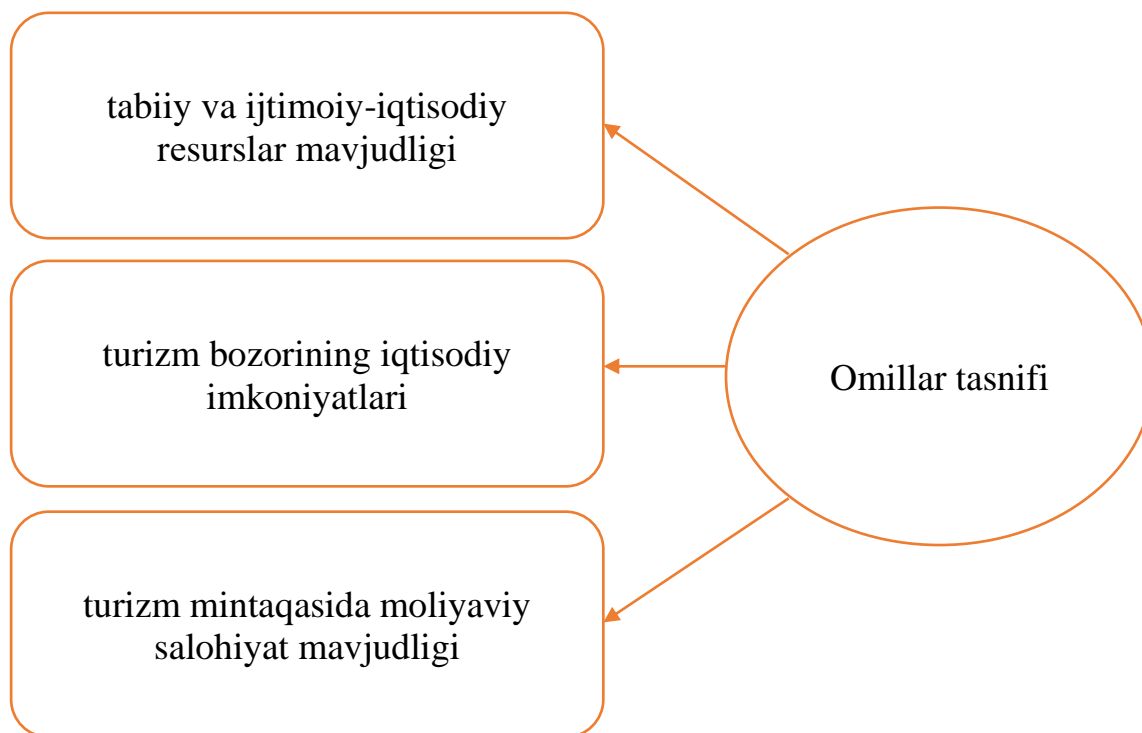 tabiiy va ijtimoiy-iqtisodiy
resurslar mavjudligi
turizm bozorining iqtisodiy
imkoniyatlari
Omillar tasnifi
turizm mintaqasida moliyaviy
salohiyat mavjudligi